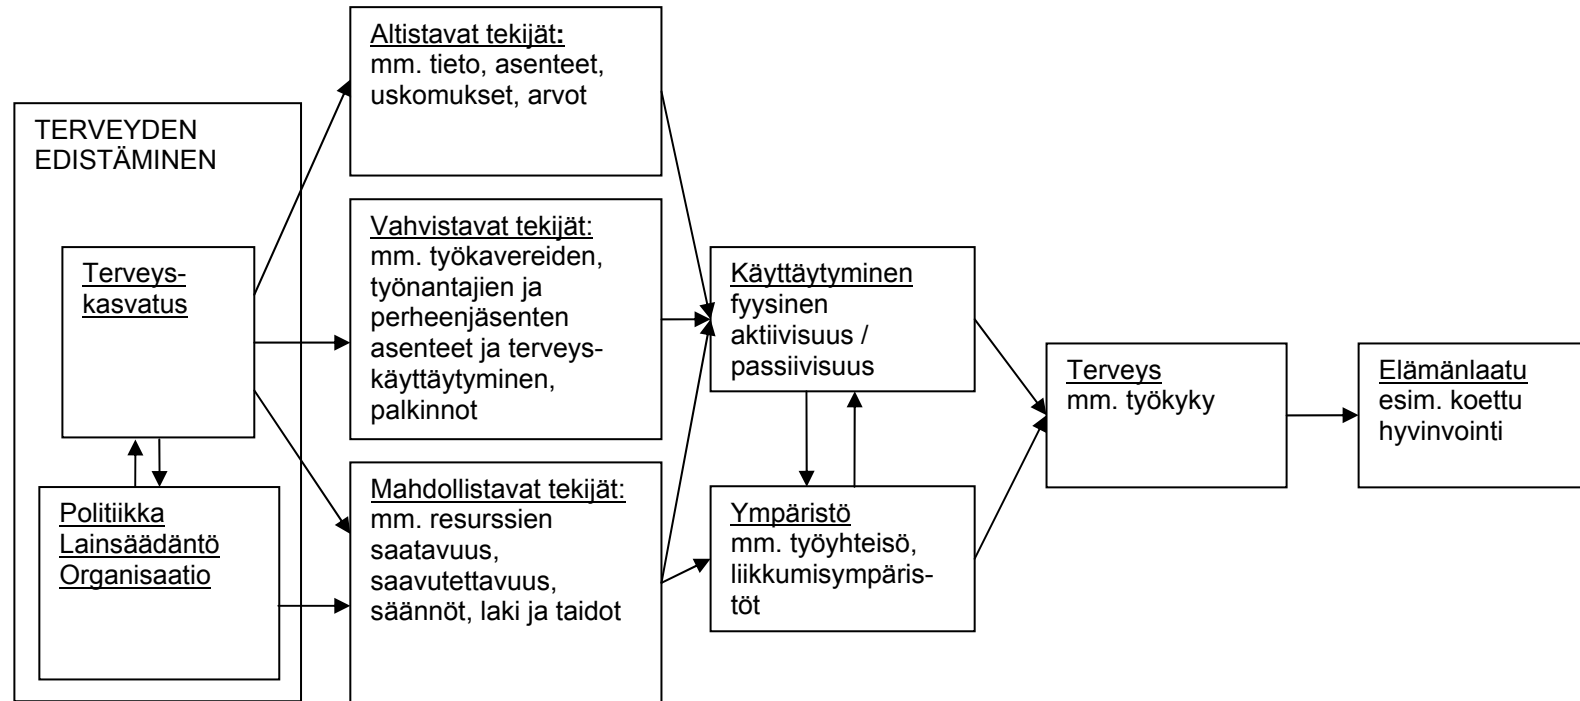 TERVEYDEN
EDISTÄMINEN
Terveys-
kasvatus
Politiikka
Lainsäädäntö
Organisaatio
Altistavat tekijät:
mm. tieto, asenteet,
uskomukset, arvot
Vahvistavat tekijät:
mm. työkavereiden,
työnantajien ja
perheenjäsenten
asenteet ja terveys-
käyttäytyminen,
palkinnot
Mahdollistavat tekijät:
mm. resurssien
saatavuus,
saavutettavuus,
säännöt, laki ja taidot
Käyttäytyminen
fyysinen
aktiivisuus /
passiivisuus
Ympäristö
mm. työyhteisö,
liikkumisympäris-
töt
Terveys
mm. työkyky
Elämänlaatu
esim. koettu
hyvinvointi